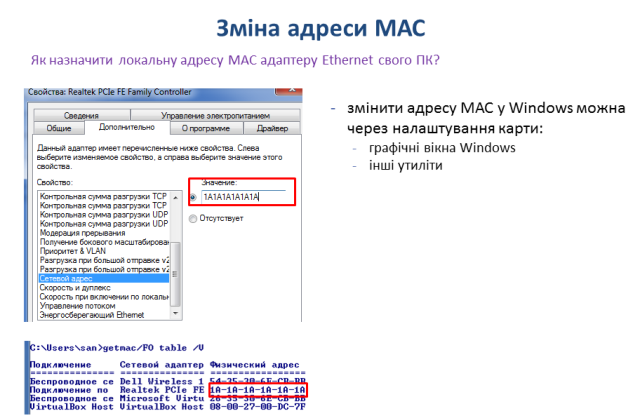 Зміна адреси MAC
Як назначити локальну адресу MAC адаптеру Ethernet свого ПК?
Свойства: Realtek PCIe FE Family Controller
Сведения Управление электропитанием
Общие Дополнительно О программе Драйвер
Данный адаптер имеет перечисленные ниже свойства. Слева
выберите изменяемое свойство, а справа выберите значение этого
свойства.
Свойство: Значение:
Контрольная сумма разгрузки TCP
1A1A1A1A1A1A
Контрольная сумма разгрузки TCP
Контрольная сумма разгрузки UDP
Отсутствует
Контрольная сумма разгрузки UDP
Модерация прерывания
Получение бокового масштабирован
Приоритет & VLAN
Разгрузка при большой отправке v2
Разгрузка при большой отправке v2
Сетевой адрес
Скорость и дуплекс
Скорость при включении по локальн
Управление потоком
Энергосберегающий Ethernet
- змінити адресу MAC у Windows можна
через налаштування карти:
- графічні вікна Windows
- інші утиліти
C:\Users\san>getmac/FO table /V
Подключение Сетевой адаптер Физический адрес
=============== =============== ===================
Беспроводное се Dell Wireless 1 54-35-30-6E-CB-BB
Подключение по Realtek PCIe FE 1A-1A-1A-1A-1A-1A
Беспроводное се Microsoft Virtu 26-35-30-6E-CB-BB
VirtualBox Host VirtualBox Host 08-00-27-00-DC-7F